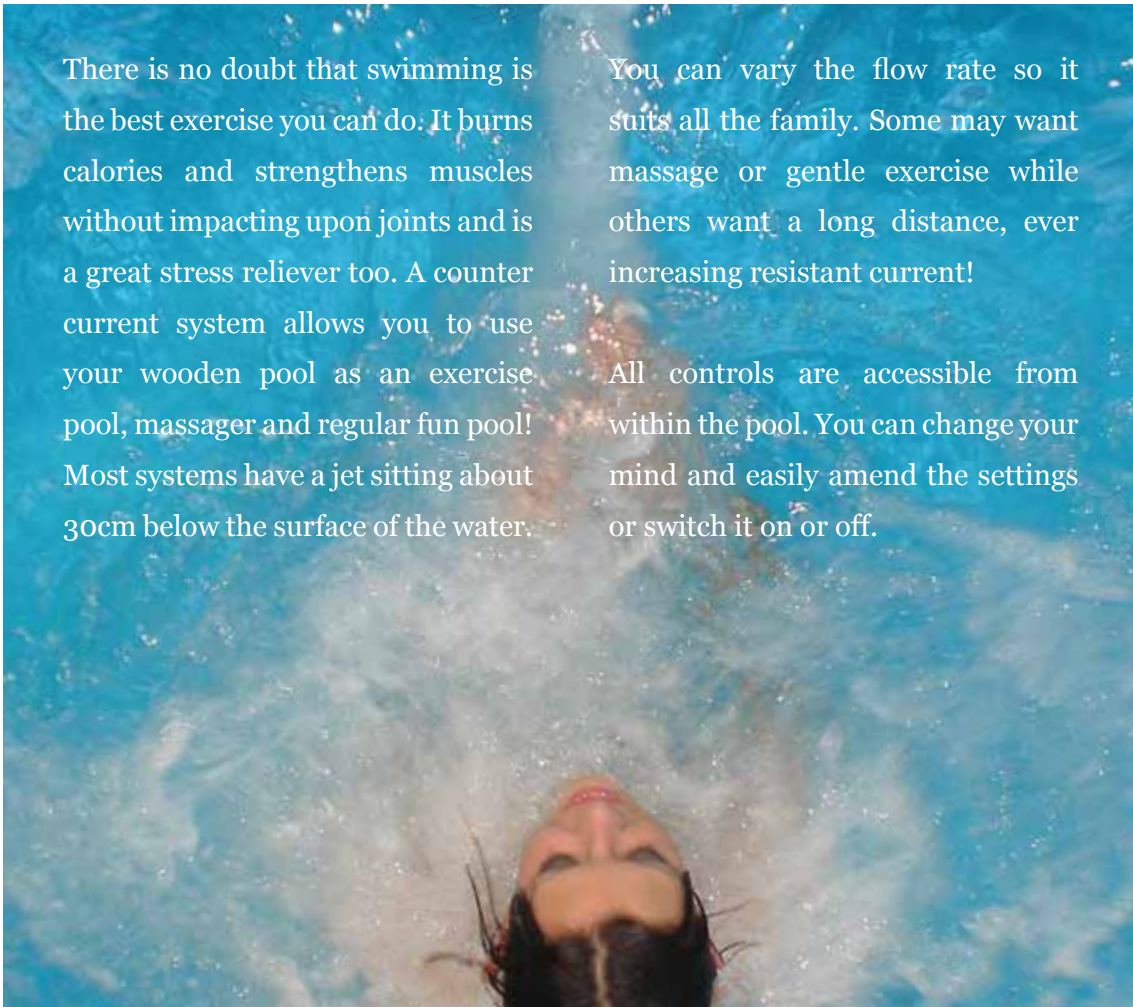 There is no doubt that swimming is
the best exercise you can do. It burns
calories and strengthens muscles
without impacting upon joints and is
a great stress reliever too. A counter
current system allows you to use
your wooden pool as an exercise
pool, massager and regular fun pool!
Most systems have a jet sitting about
30cm below the surface of the water.
You can vary the flow rate so it
suits all the family. Some may want
massage or gentle exercise while
others want a long distance, ever
increasing resistant current!
All controls are accessible from
within the pool. You can change your
mind and easily amend the settings
or switch it on or off.